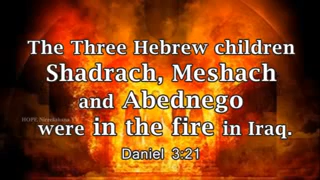 The Three Hebrew children
Shadrach, Meshach
and Abednego
were in the fire in Iraq.
Daniel 3:21